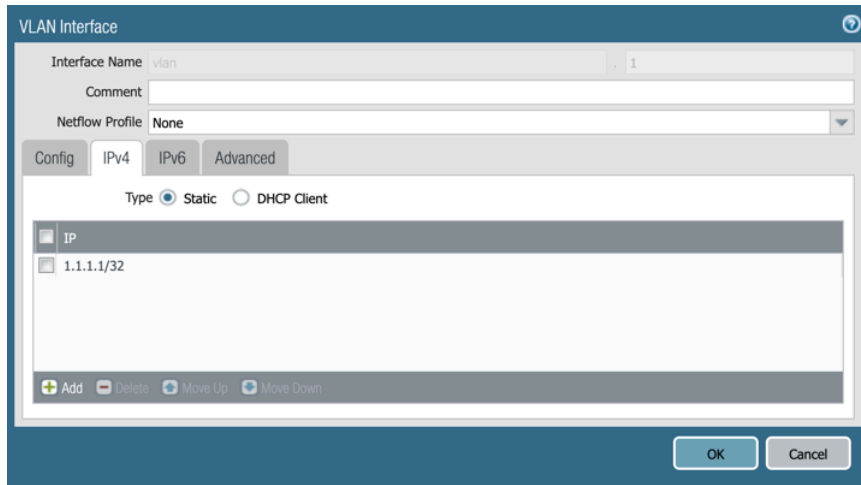 VLAN Interface
Interface Name vlan . 1
Comment
Netflow Profile None
Config IPv4 IPv6 Advanced
Type Static DHCP Client
IP
1.1.1.1/32
Add Delete Move Up Move Down
OK Cancel